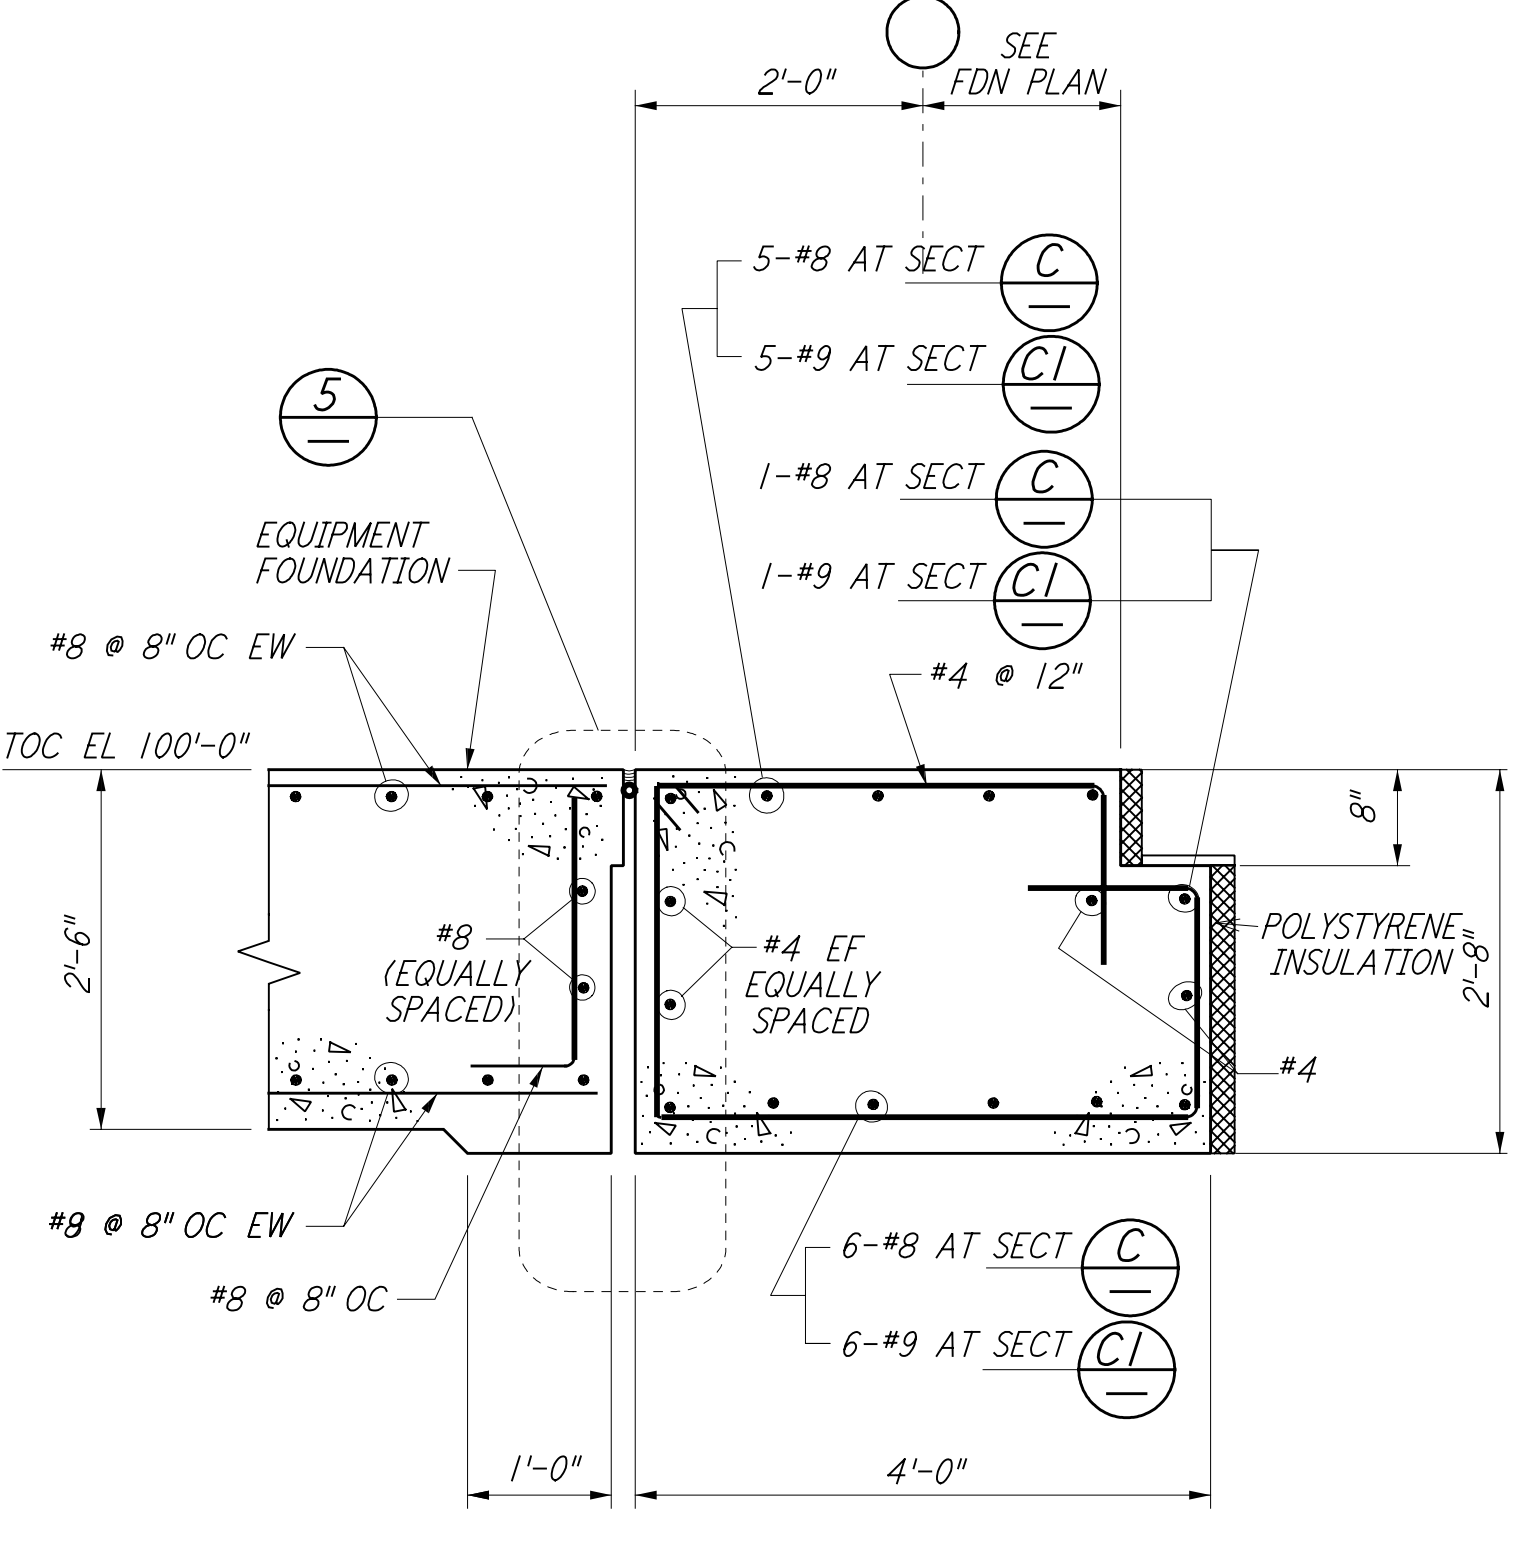 SEE
FDN PLAN
2'-0"
5-#8 AT SECT C
5-#9 AT SECT C1
5
1-#8 AT SECT C
EQUIPMENT
FOUNDATION
1-#9 AT SECT C1
#8 @ 8" OC EW
#4 @ 12"
TOC EL 100'-0"
8"
2'-6"
#8
(EQUALLY
SPACED)
#4 EF
EQUALLY
SPACED
POLYSTYRENE
INSULATION
2'-8"
#4
@ 8" OC EW
#8 @ 8" OC
6-#8 AT SECT C
6-#9 AT SECT C1
1'-0"
4'-0"